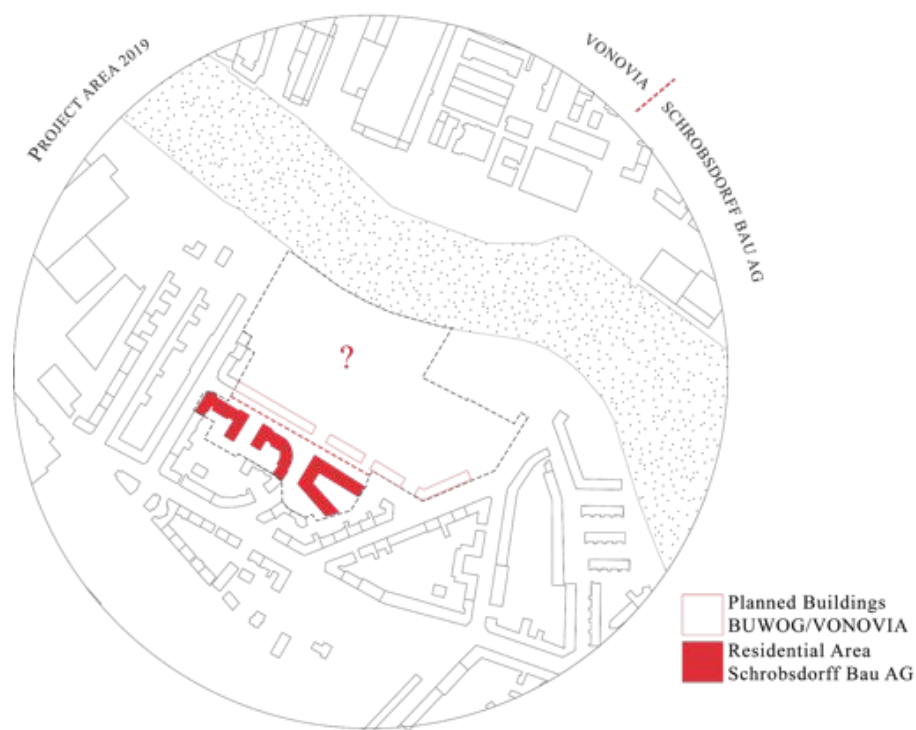 PROJECT AREA 2019
VONOVIA
SCHROBSDORFF BAU AG
?
Planned Buildings
BUWOG/VONOVIA
Residential Area
Schrobsdorff Bau AG